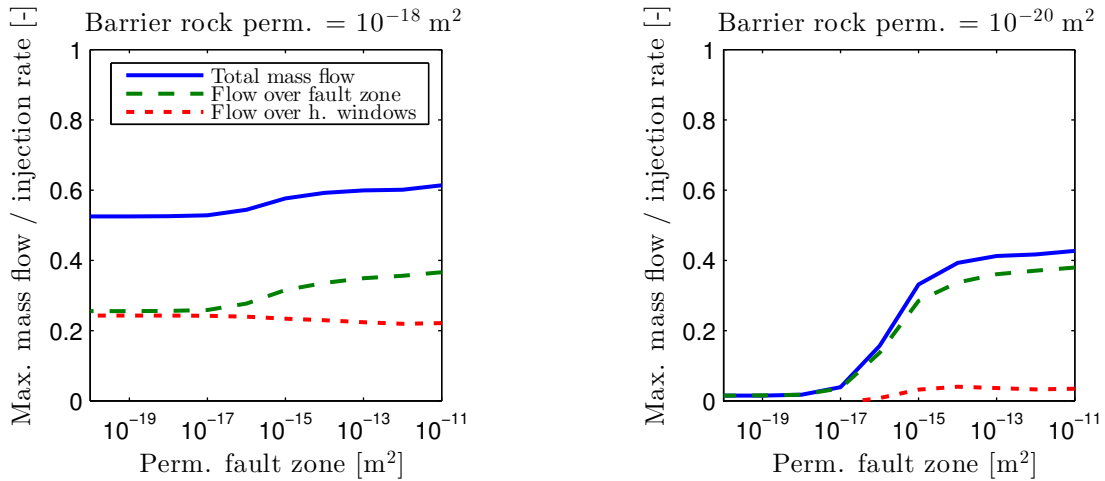 Barrier rock perm. = 10⁻¹⁸ m²
Max. mass flow / injection rate [-]
1
0.8
0.6
0.4
0.2
0
Total mass flow
Flow over fault zone
Flow over h. windows
10⁻¹⁹ 10⁻¹⁷ 10⁻¹⁵ 10⁻¹³ 10⁻¹¹
Perm. fault zone [m²]
Barrier rock perm. = 10⁻²⁰ m²
Max. mass flow / injection rate [-]
1
0.8
0.6
0.4
0.2
0
10⁻¹⁹ 10⁻¹⁷ 10⁻¹⁵ 10⁻¹³ 10⁻¹¹
Perm. fault zone [m²]